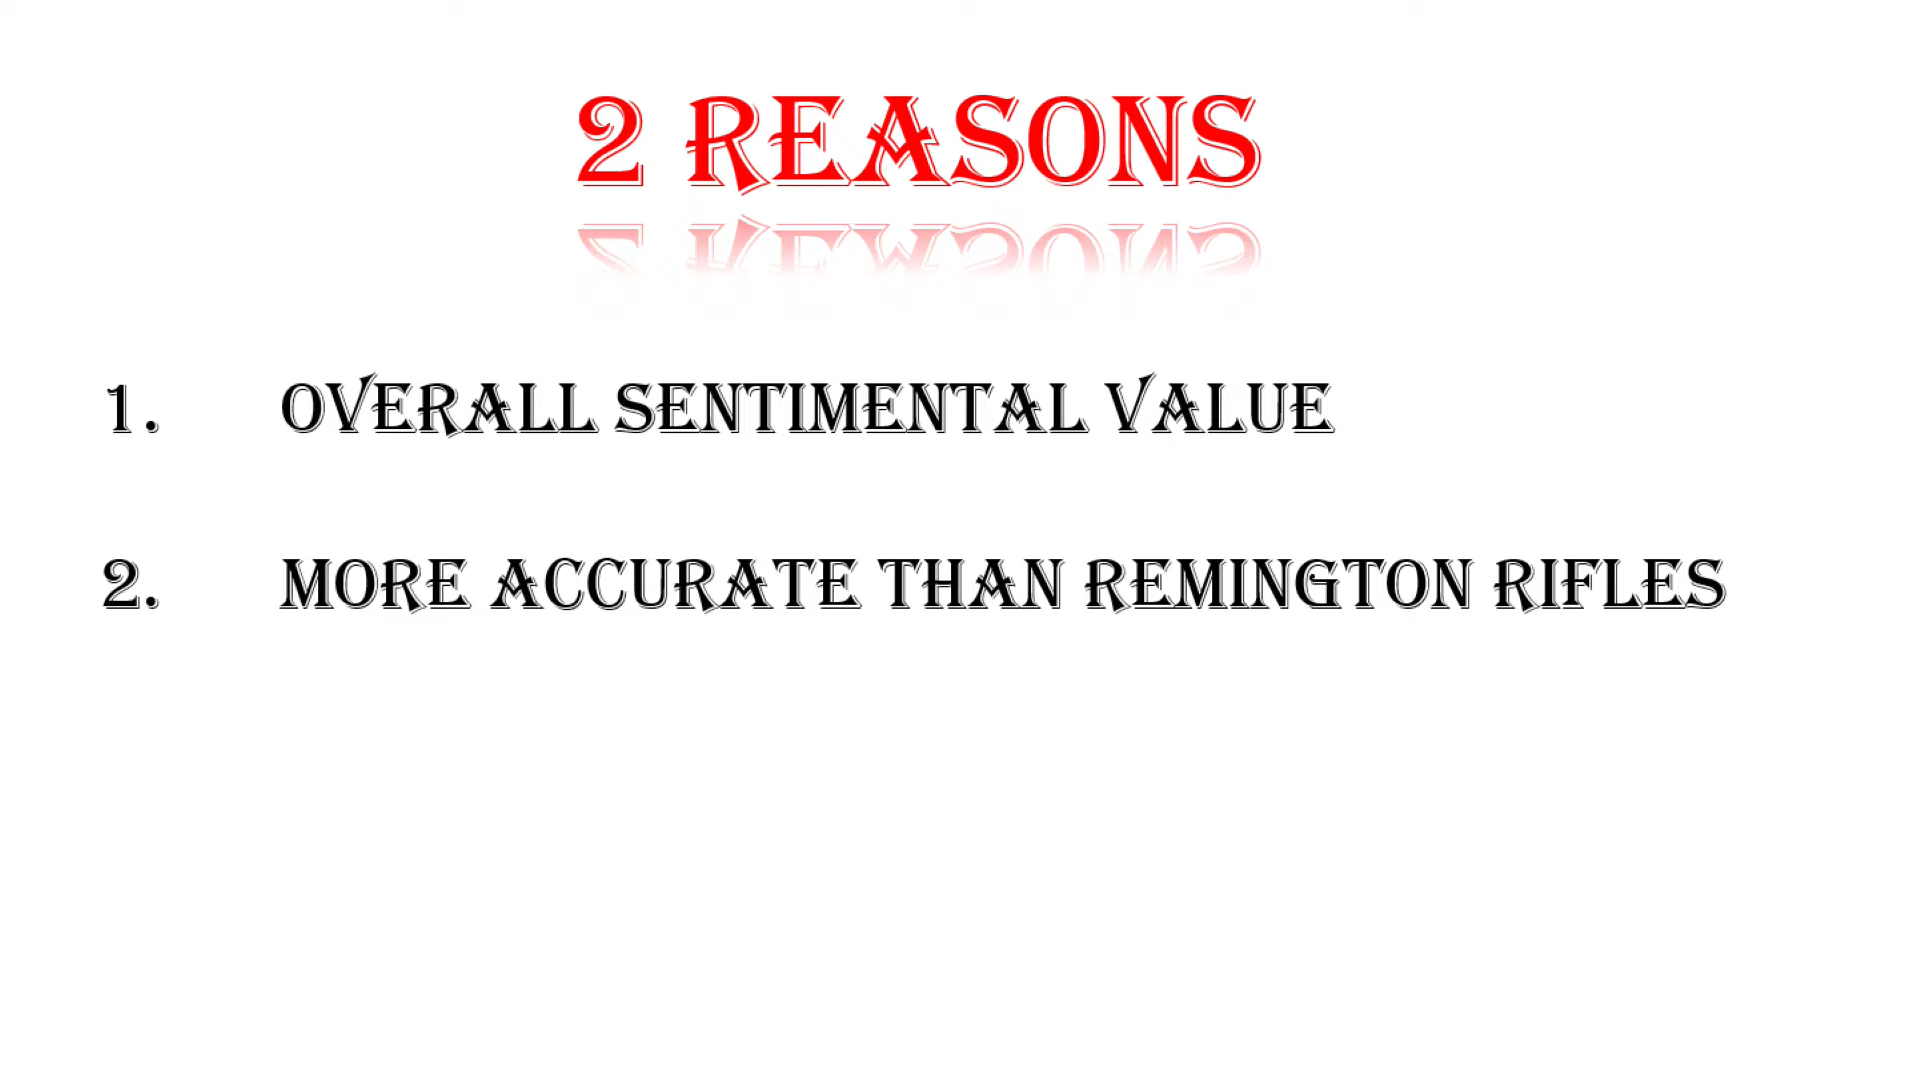 2 REASONS
1. OVERALL SENTIMENTAL VALUE
2. MORE ACCURATE THAN REMINGTON RIFLES